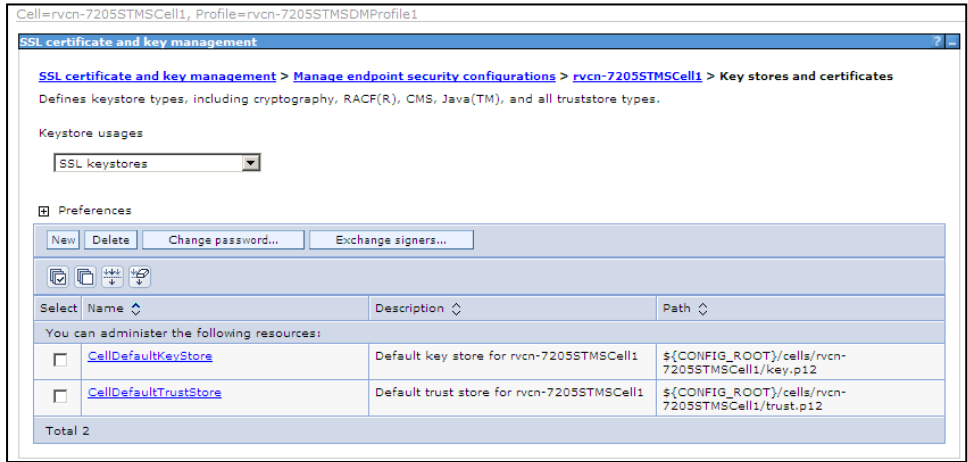 Cell=rvcn-7205STMSCell1, Profile=rvcn-7205STMSDMProfile1
SSL certificate and key management ? -
SSL certificate and key management > Manage endpoint security configurations > rvcn-7205STMSCell1 > Key stores and certificates
Defines keystore types, including cryptography, RACF(R), CMS, Java(TM), and all truststore types.
Keystore usages
SSL keystores
Preferences
New Delete Change password... Exchange signers...
Select Name Description Path
You can administer the following resources:
CellDefaultKeyStore Default key store for rvcn-7205STMSCell1 ${CONFIG_ROOT}/cells/rvcn-
7205STMSCell1/key.p12
CellDefaultTrustStore Default trust store for rvcn-7205STMSCell1 ${CONFIG_ROOT}/cells/rvcn-
7205STMSCell1/trust.p12
Total 2